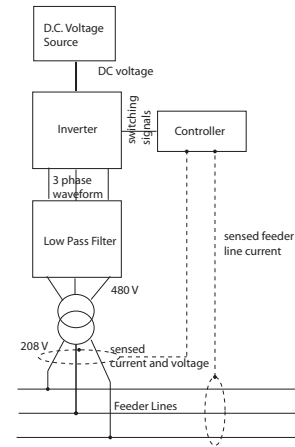 D.C. Voltage
Source
DC voltage
Inverter
switching
signals
Controller
3 phase
waveform
Low Pass Filter
sensed feeder
line current
480 V
208 V
sensed
current and voltage
Feeder Lines